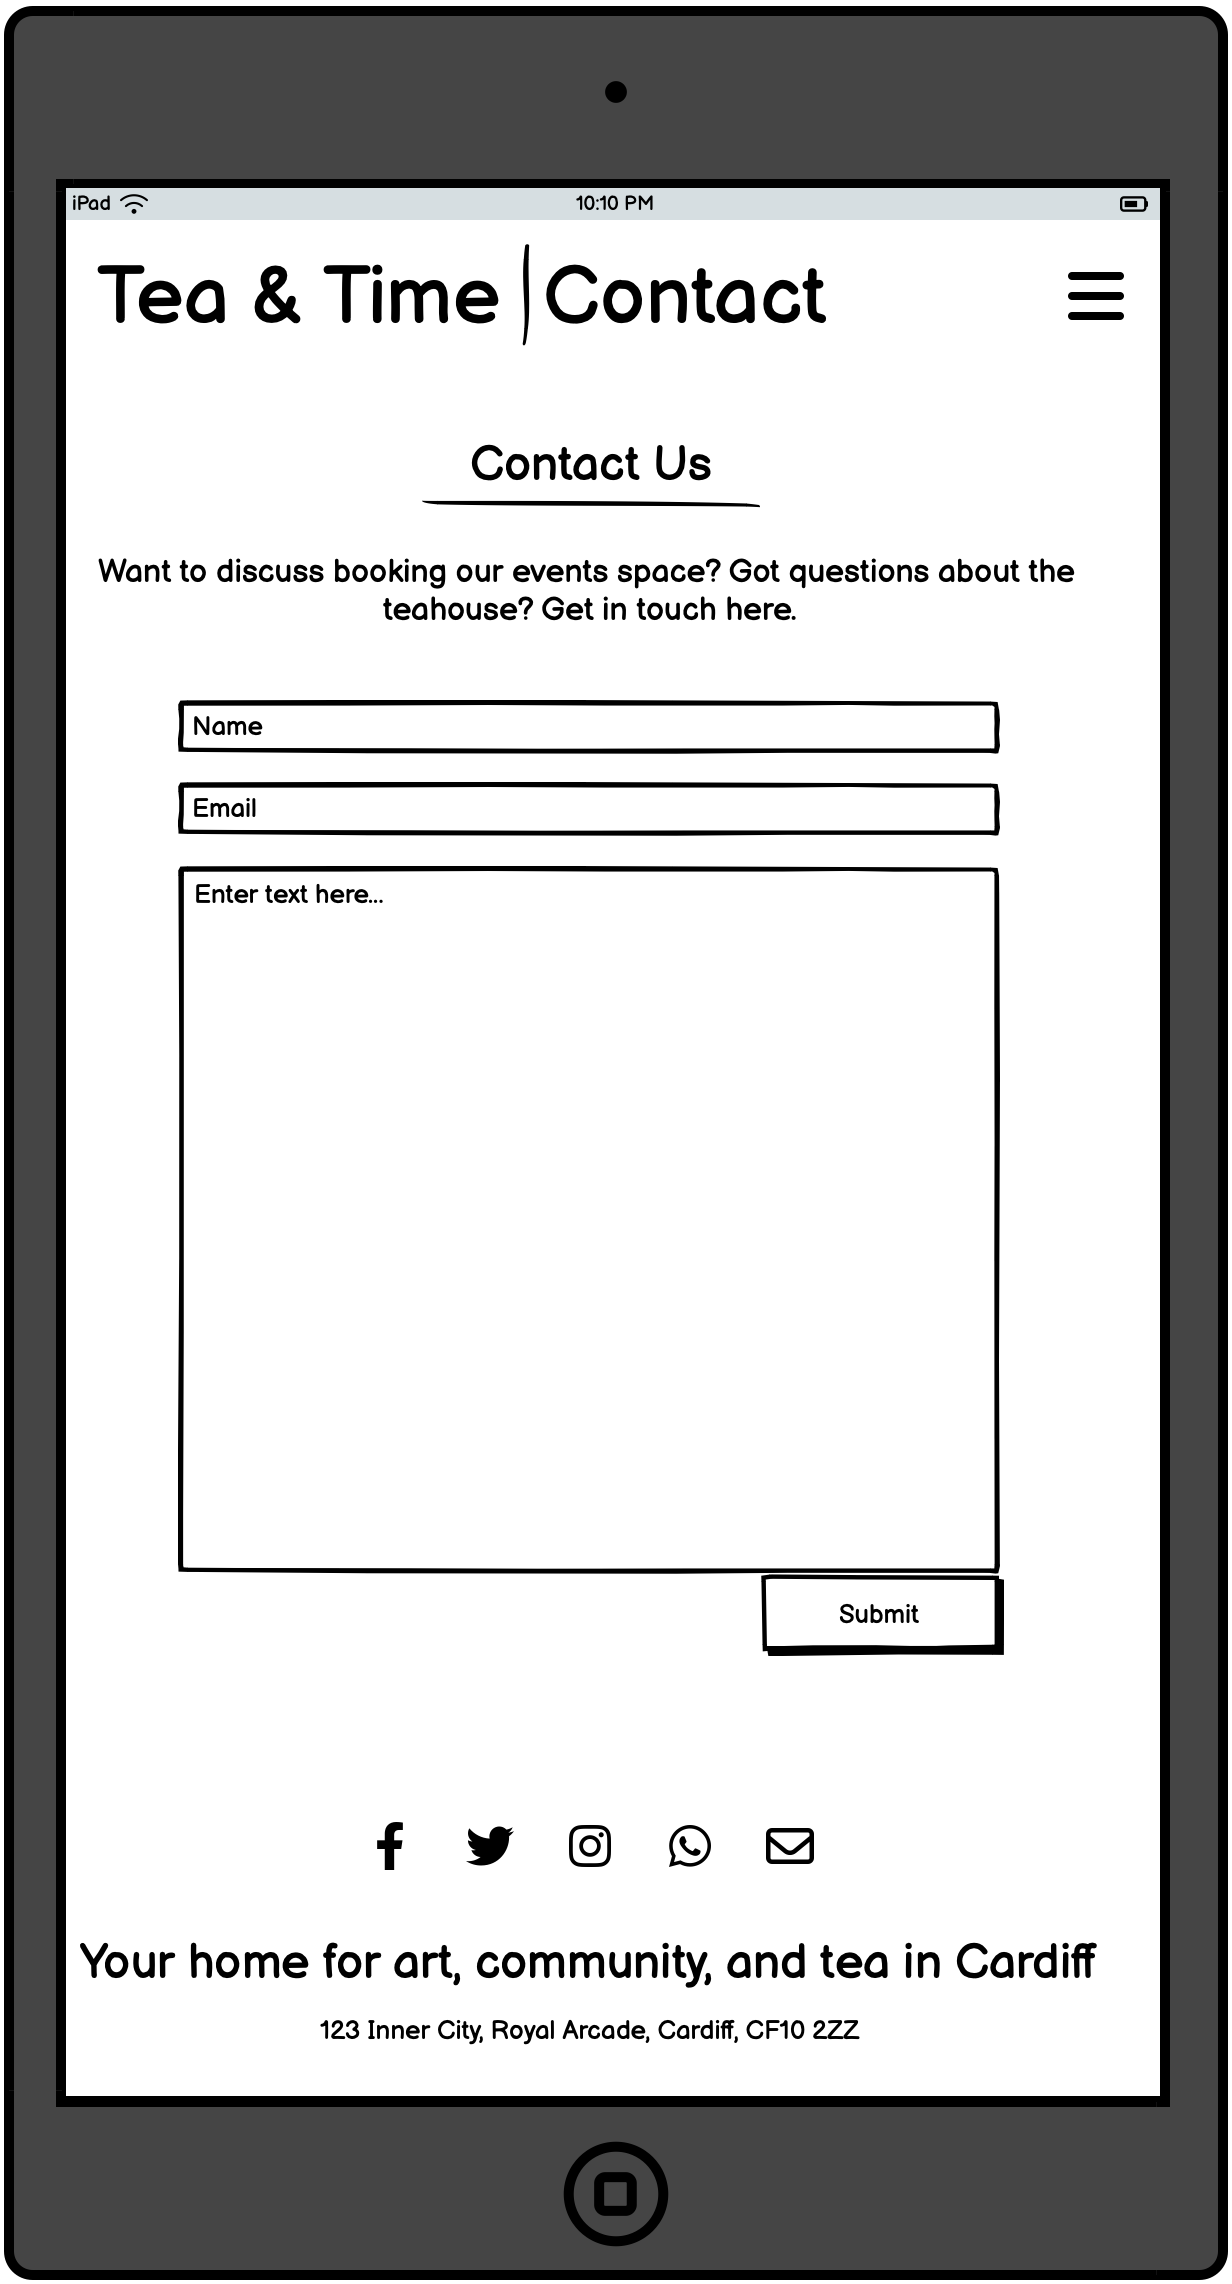 iPad 10:10 PM
Tea & Time Contact
Contact Us
Want to discuss booking our events space? Got questions about the
teahouse? Get in touch here.
Name
Email
Enter text here...
Submit
Your home for art, community, and tea in Cardiff
123 Inner City, Royal Arcade, Cardiff, CF10 2ZZ